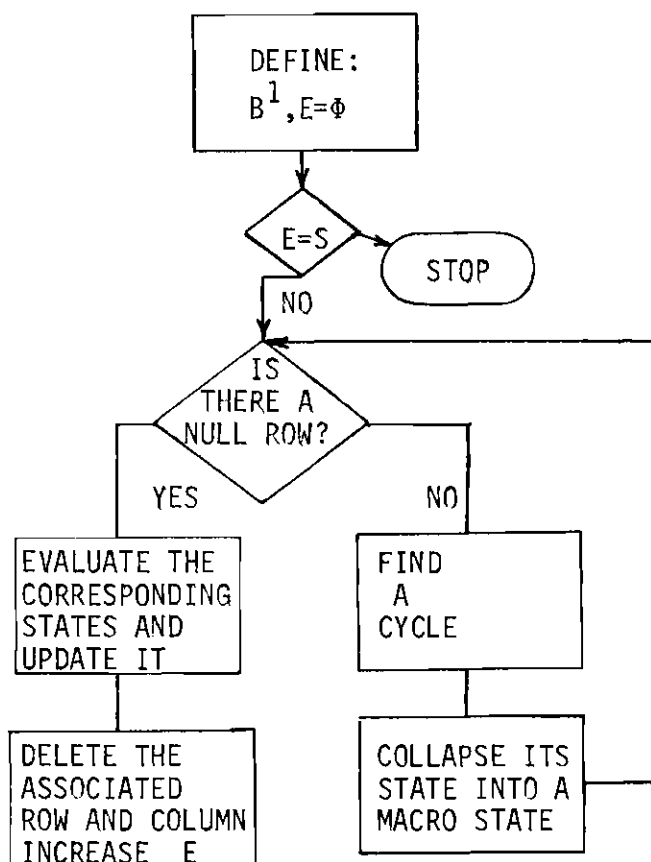 DEFINE:
B¹,E=Φ
E=S
STOP
NO
IS
THERE A
NULL ROW?
YES
NO
EVALUATE THE
CORRESPONDING
STATES AND
UPDATE IT
FIND
A
CYCLE
DELETE THE
ASSOCIATED
ROW AND COLUMN
INCREASE E
COLLAPSE ITS
STATE INTO A
MACRO STATE